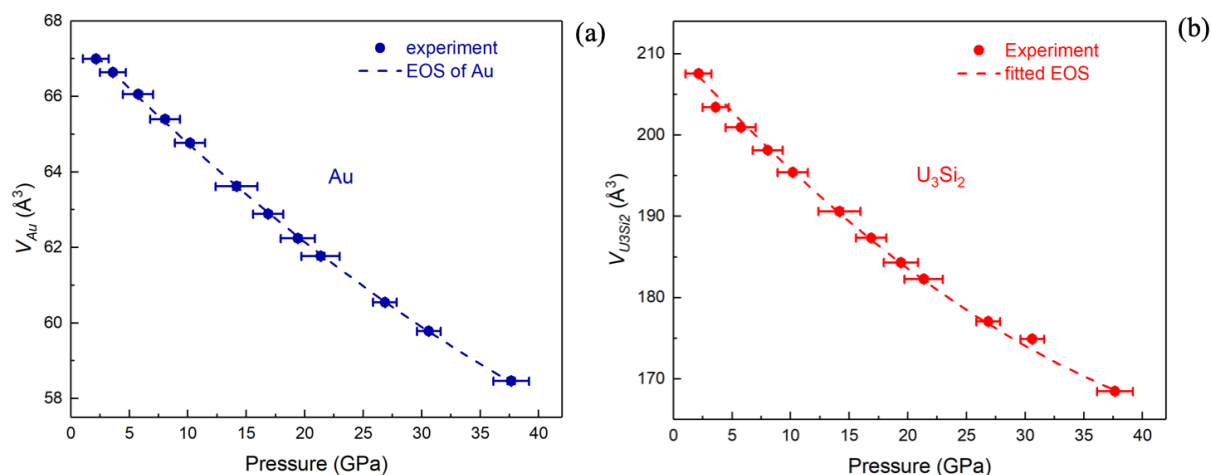 (a)
experiment
EOS of Au
Au
V_Au (Å³)
68
66
64
62
60
58
0 5 10 15 20 25 30 35 40
Pressure (GPa)
(b)
Experiment
fitted EOS
U₃Si₂
V_U3Si2 (Å³)
210
200
190
180
170
0 5 10 15 20 25 30 35 40
Pressure (GPa)